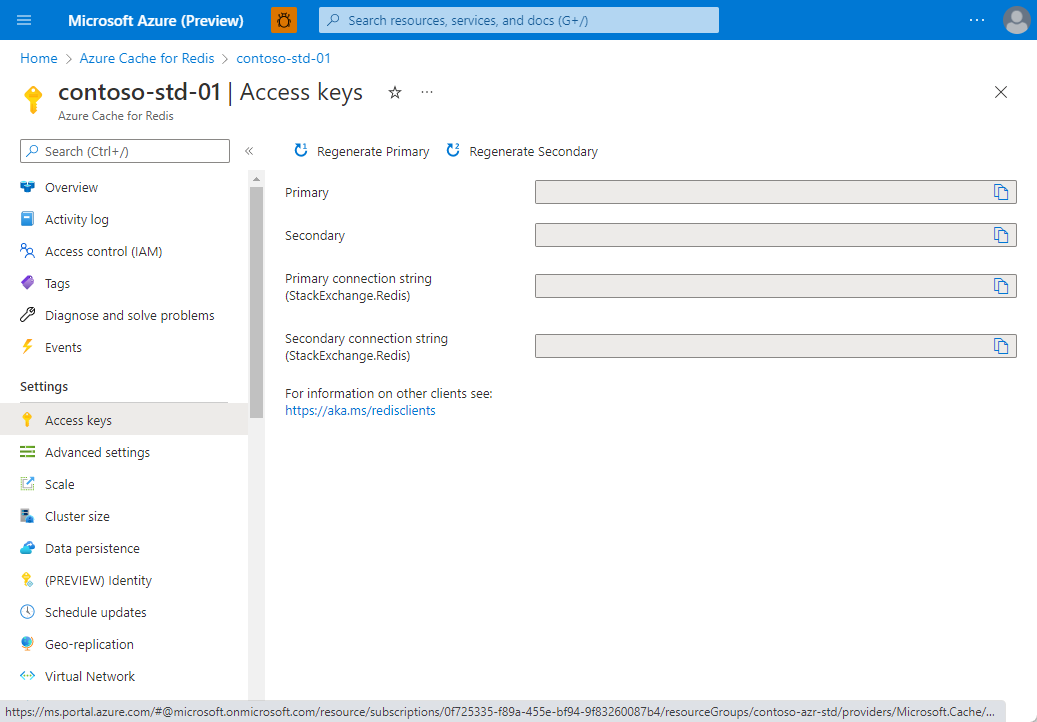 Microsoft Azure (Preview)
Search resources, services, and docs (G+/)
Home > Azure Cache for Redis > contoso-std-01
contoso-std-01 | Access keys
Azure Cache for Redis
Search (Ctrl+/)
Regenerate Primary
Regenerate Secondary
Overview
Activity log
Access control (IAM)
Tags
Diagnose and solve problems
Events
Settings
Access keys
Advanced settings
Scale
Cluster size
Data persistence
(PREVIEW) Identity
Schedule updates
Geo-replication
Virtual Network
Primary
Secondary
Primary connection string
(StackExchange.Redis)
Secondary connection string
(StackExchange.Redis)
For information on other clients see:
https://aka.ms/redisclients
https://ms.portal.azure.com/#@microsoft.onmicrosoft.com/resource/subscriptions/0f725335-f89a-455e-bf94-9f83260087b4/resourceGroups/contoso-azr-std/providers/Microsoft.Cache/...